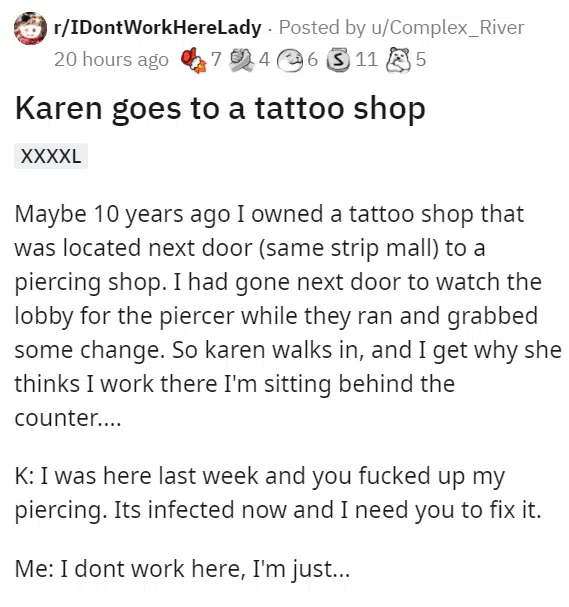 r/IDontWorkHereLady · Posted by u/Complex_River
20 hours ago 7 4 6 S 11 5
Karen goes to a tattoo shop
XXXXL
Maybe 10 years ago I owned a tattoo shop that
was located next door (same strip mall) to a
piercing shop. I had gone next door to watch the
lobby for the piercer while they ran and grabbed
some change. So karen walks in, and I get why she
thinks I work there I'm sitting behind the
counter....
K: I was here last week and you fucked up my
piercing. Its infected now and I need you to fix it.
Me: I dont work here, I'm just...